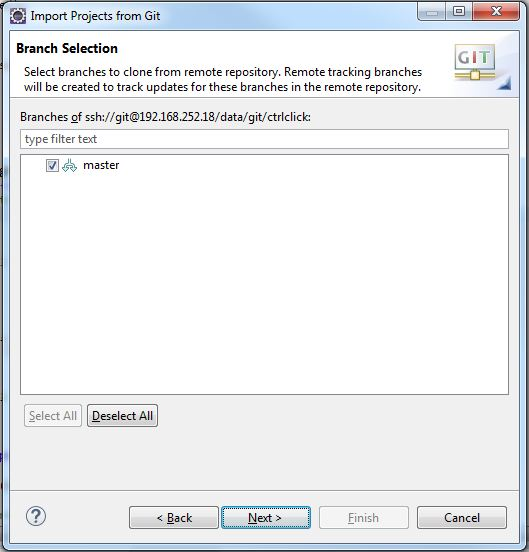 Import Projects from Git
Branch Selection
Select branches to clone from remote repository. Remote tracking branches
will be created to track updates for these branches in the remote repository.
GIT
Branches of ssh://git@192.168.252.18/data/git/ctrlclick:
type filter text
master
Select All Deselect All
? < Back Next > Finish Cancel